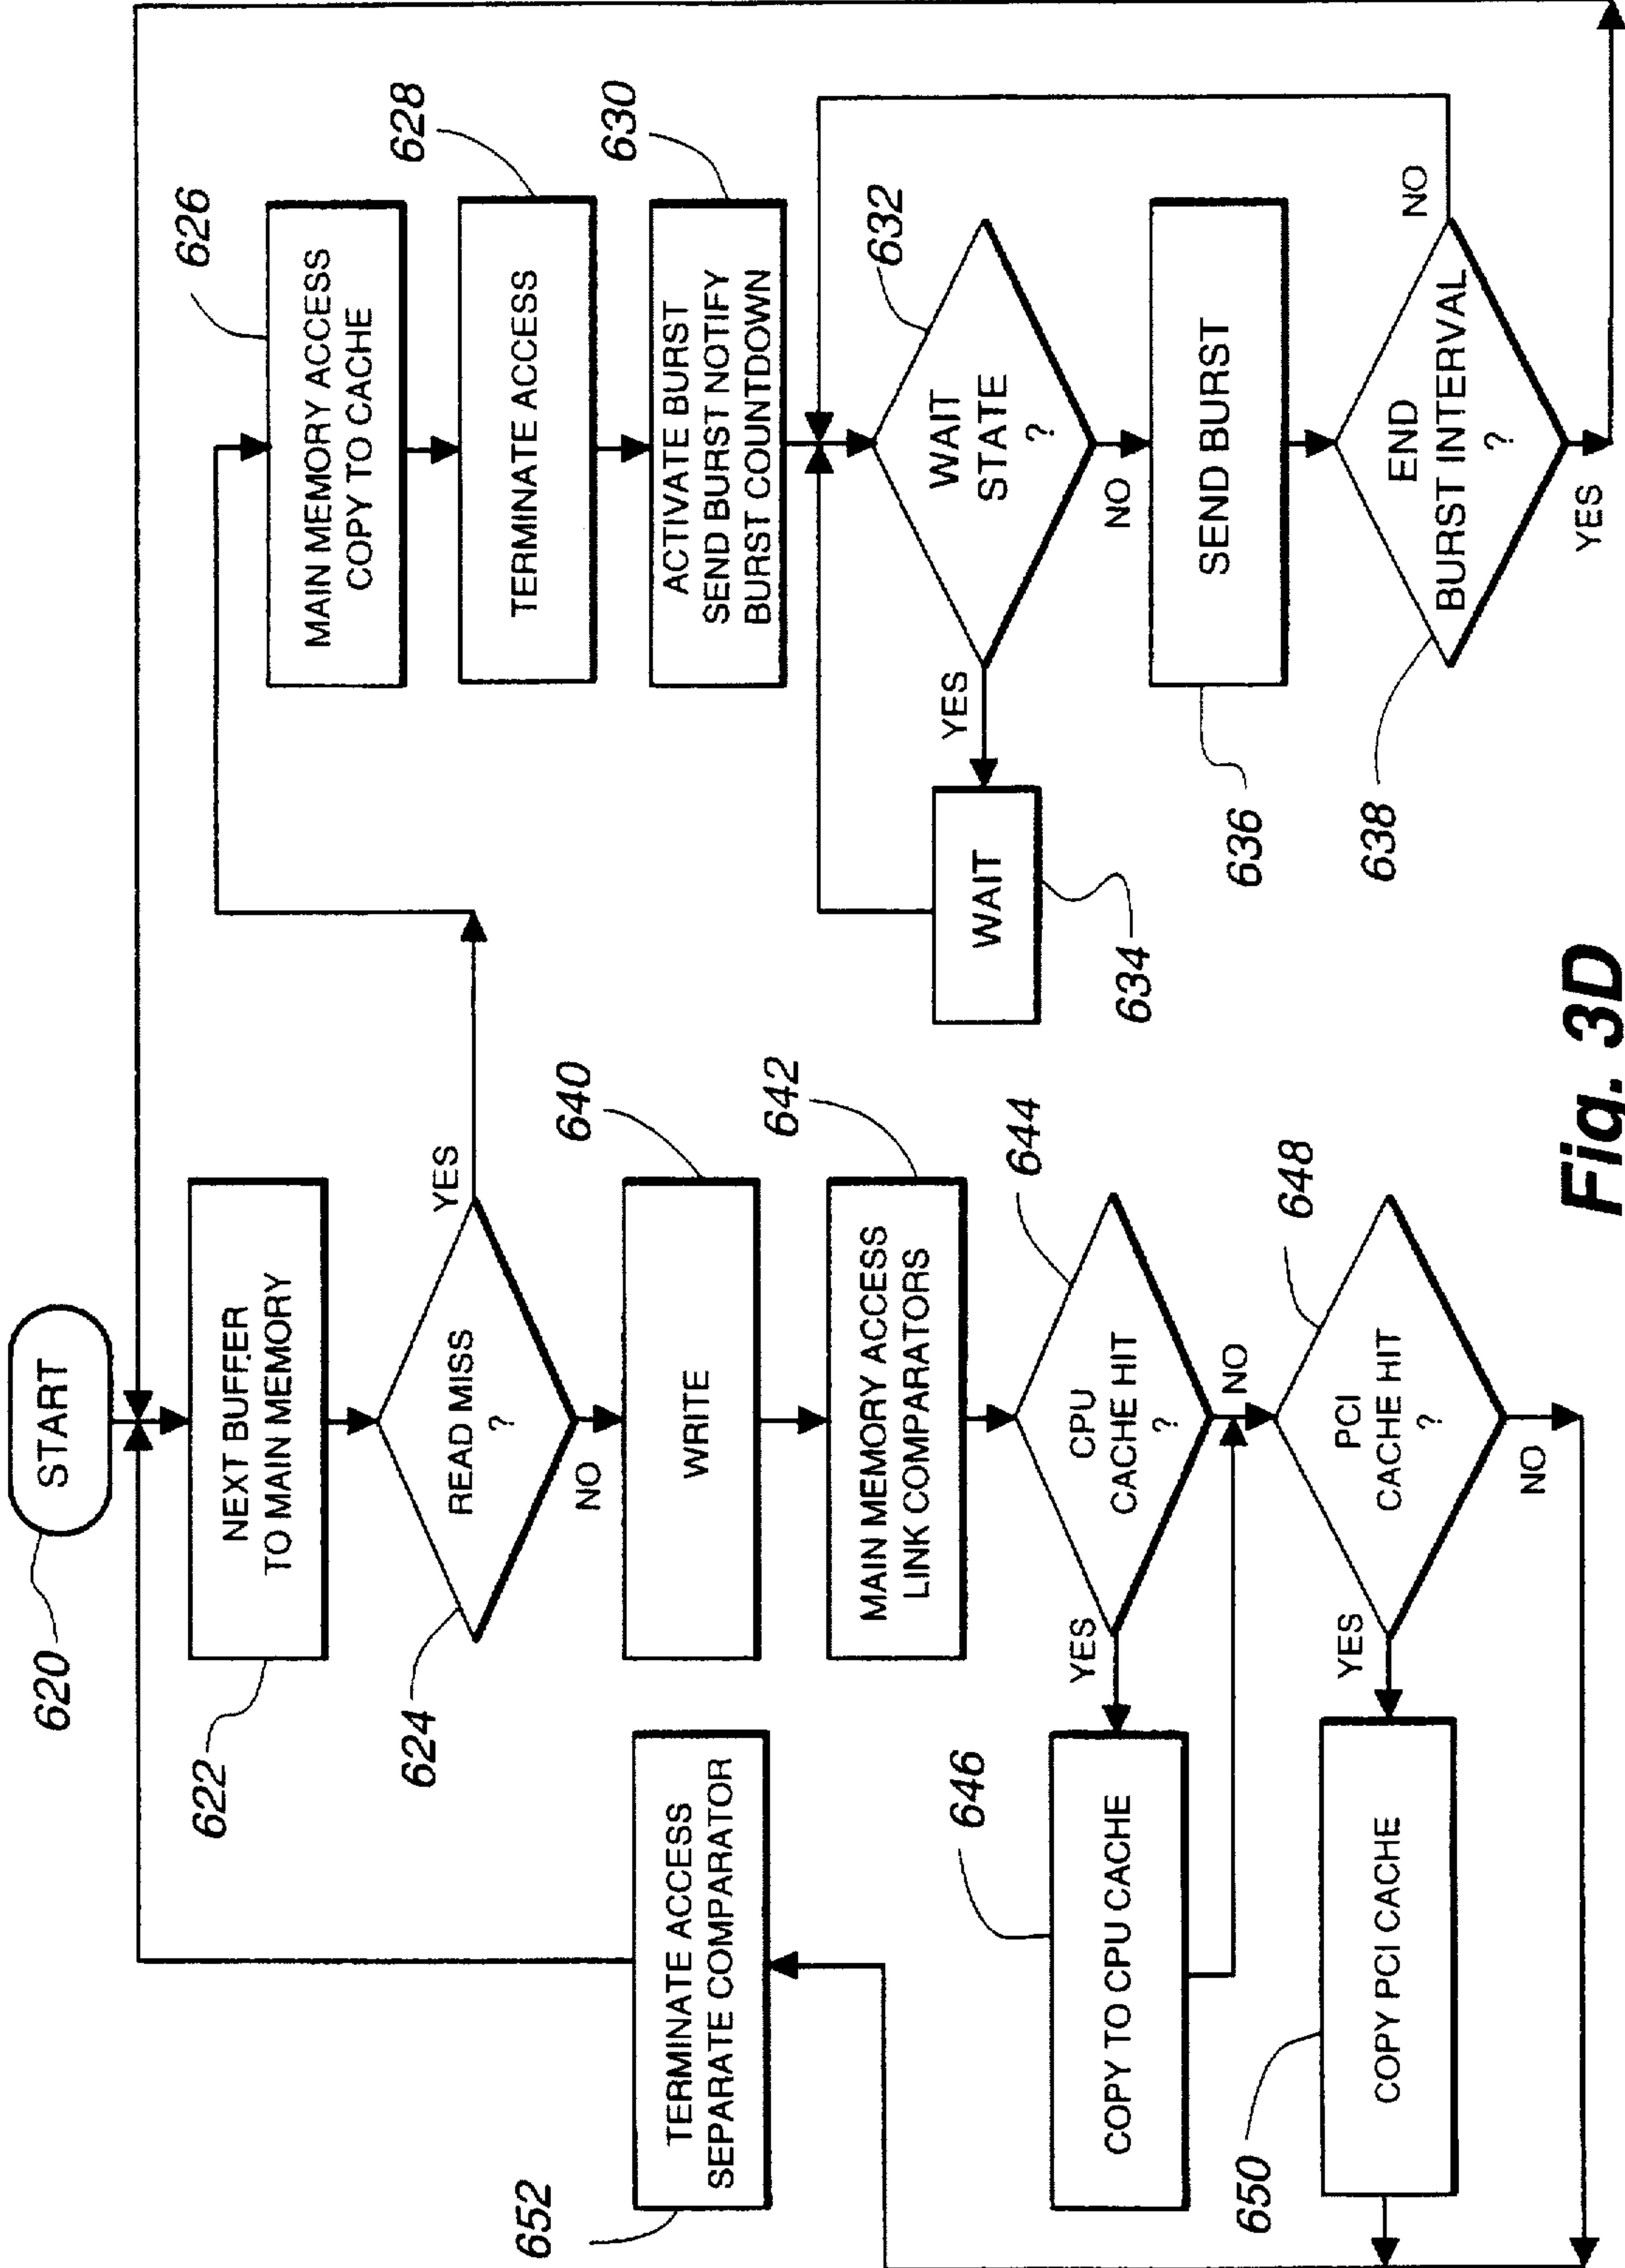 START
620
NEXT BUFFER
TO MAIN MEMORY
622
READ MISS
?
624
YES
NO
WRITE
640
MAIN MEMORY ACCESS
LINK COMPARATORS
642
CPU
CACHE HIT
?
644
YES
NO
COPY TO CPU CACHE
646
PCI
CACHE HIT
?
648
YES
NO
COPY PCI CACHE
650
TERMINATE ACCESS
SEPARATE COMPARATOR
652
MAIN MEMORY ACCESS
COPY TO CACHE
626
TERMINATE ACCESS
628
ACTIVATE BURST
SEND BURST NOTIFY
BURST COUNTDOWN
630
WAIT
STATE
?
632
YES
NO
WAIT
634
SEND BURST
636
END
BURST INTERVAL
?
638
NO
YES
Fig. 3D